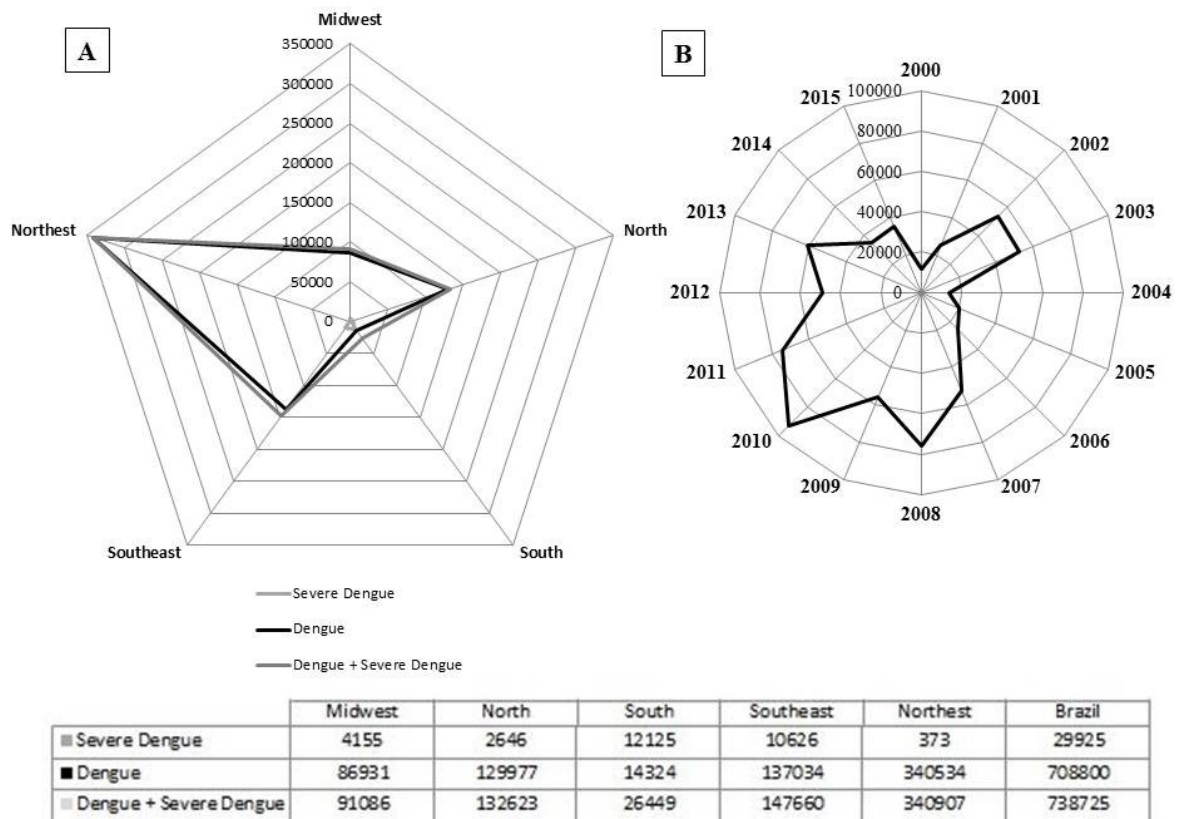 A
Midwest
350000
300000
250000
200000
150000
100000
50000
0
North
South
Southeast
Northest
B
2000
2001
2002
2003
2004
2005
2006
2007
2008
2009
2010
2011
2012
2013
2014
2015
100000
80000
60000
40000
20000
0
Severe Dengue
Dengue
Dengue + Severe Dengue
Midwest North South Southeast Northest Brazil
Severe Dengue 4155 2646 12125 10626 373 29925
Dengue 86931 129977 14324 137034 340534 708800
Dengue + Severe Dengue 91086 132623 26449 147660 340907 738725